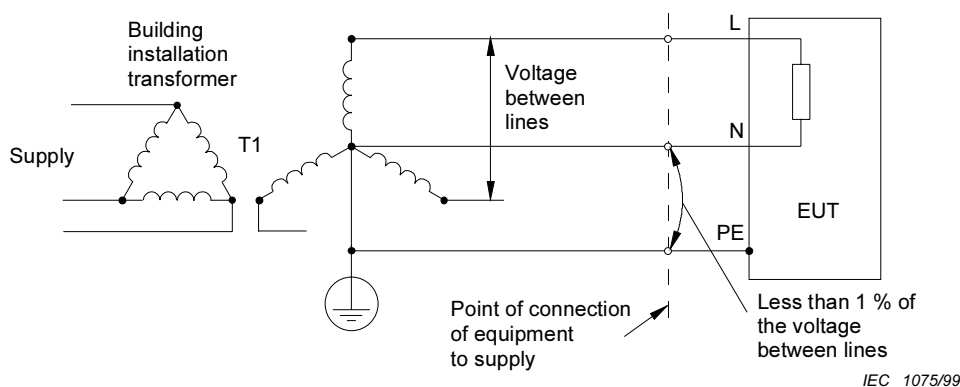 Building
installation
transformer
Supply
T1
Voltage
between
lines
L
N
PE
EUT
Point of connection
of equipment
to supply
Less than 1 % of
the voltage
between lines
IEC 1075/99